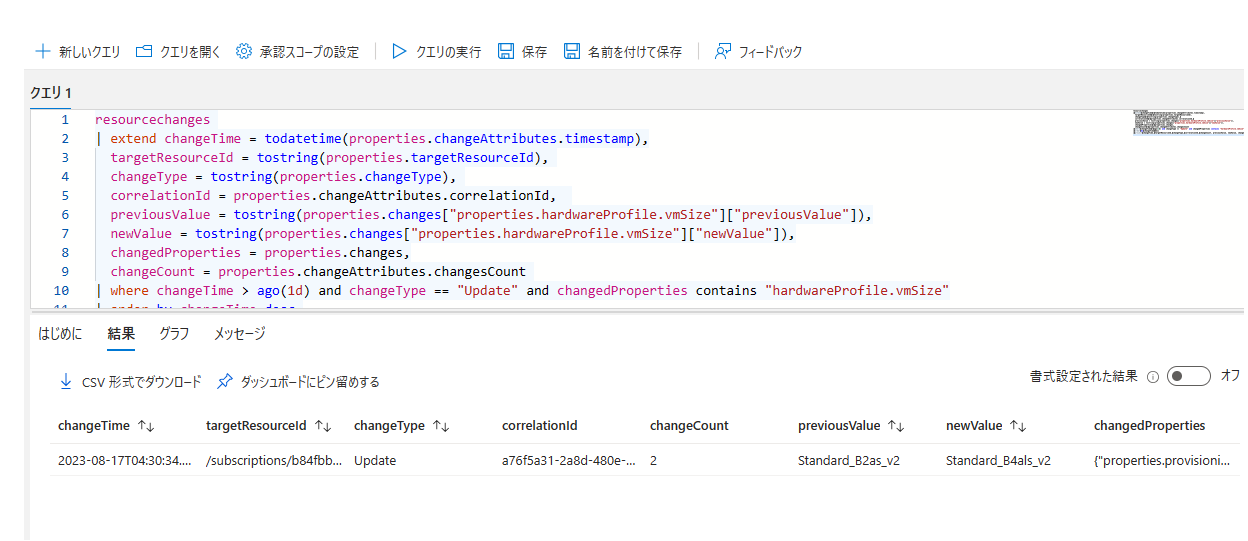 新しいクエリ クエリを開く 承認スコープの設定 クエリの実行 保存 名前を付けて保存 フィードバック
クエリ 1
1 resourcechanges
2 | extend changeTime = todatetime(properties.changeAttributes.timestamp),
3 targetResourceId = tostring(properties.targetResourceId),
4 changeType = tostring(properties.changeType),
5 correlationId = properties.changeAttributes.correlationId,
6 previousValue = tostring(properties.changes["properties.hardwareProfile.vmSize"]["previousValue"]),
7 newValue = tostring(properties.changes["properties.hardwareProfile.vmSize"]["newValue"]),
8 changedProperties = properties.changes,
9 changeCount = properties.changeAttributes.changesCount
10 | where changeTime > ago(1d) and changeType == "Update" and changedProperties contains "hardwareProfile.vmSize"
はじめに 結果 グラフ メッセージ
CSV 形式でダウンロード ダッシュボードにピン留めする 書式設定された結果 オフ
changeTime targetResourceId changeType correlationId changeCount previousValue newValue changedProperties
2023-08-17T04:30:34.... /subscriptions/b84fbb... Update a76f5a31-2a8d-480e-... 2 Standard_B2as_v2 Standard_B4als_v2 {"properties.provisioni...